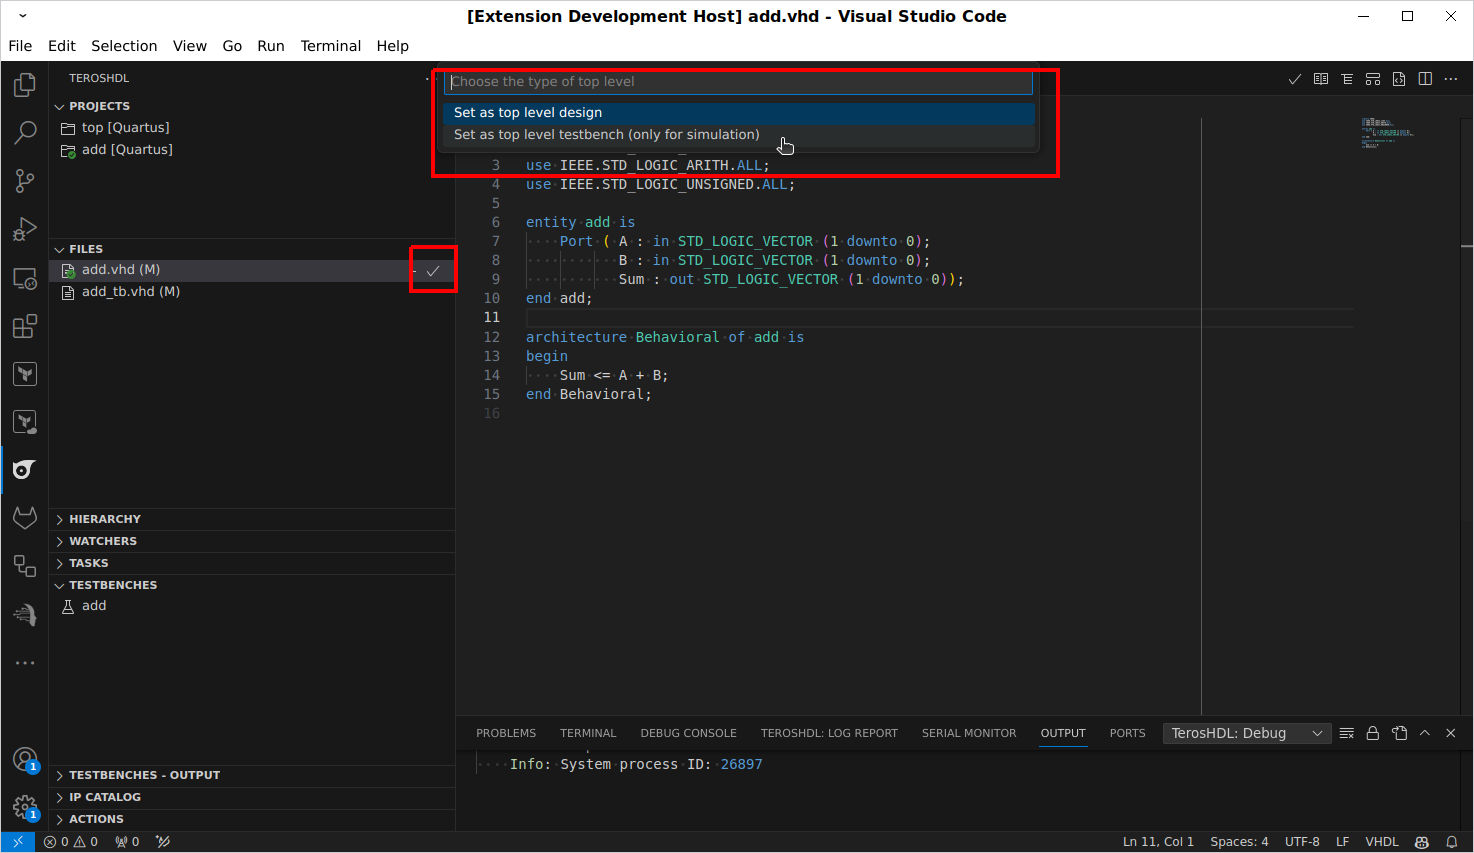 [Extension Development Host] add.vhd - Visual Studio Code
File Edit Selection View Go Run Terminal Help
TEROSHDL
PROJECTS
top [Quartus]
add [Quartus]
FILES
add.vhd (M)
add_tb.vhd (M)
HIERARCHY
WATCHERS
TASKS
TESTBENCHES
add
TESTBENCHES - OUTPUT
IP CATALOG
ACTIONS
1
1
Choose the type of top level
Set as top level design
Set as top level testbench (only for simulation)
3 use IEEE.STD_LOGIC_ARITH.ALL;
4 use IEEE.STD_LOGIC_UNSIGNED.ALL;
5
6 entity add is
7 Port ( A : in STD_LOGIC_VECTOR (1 downto 0);
8 B : in STD_LOGIC_VECTOR (1 downto 0);
9 Sum : out STD_LOGIC_VECTOR (1 downto 0));
10 end add;
11
12 architecture Behavioral of add is
13 begin
14 Sum <= A + B;
15 end Behavioral;
16
PROBLEMS TERMINAL DEBUG CONSOLE TEROSHDL: LOG REPORT SERIAL MONITOR OUTPUT PORTS TerosHDL: Debug
Info: System process ID: 26897
0 0 0 Ln 11, Col 1 Spaces: 4 UTF-8 LF VHDL